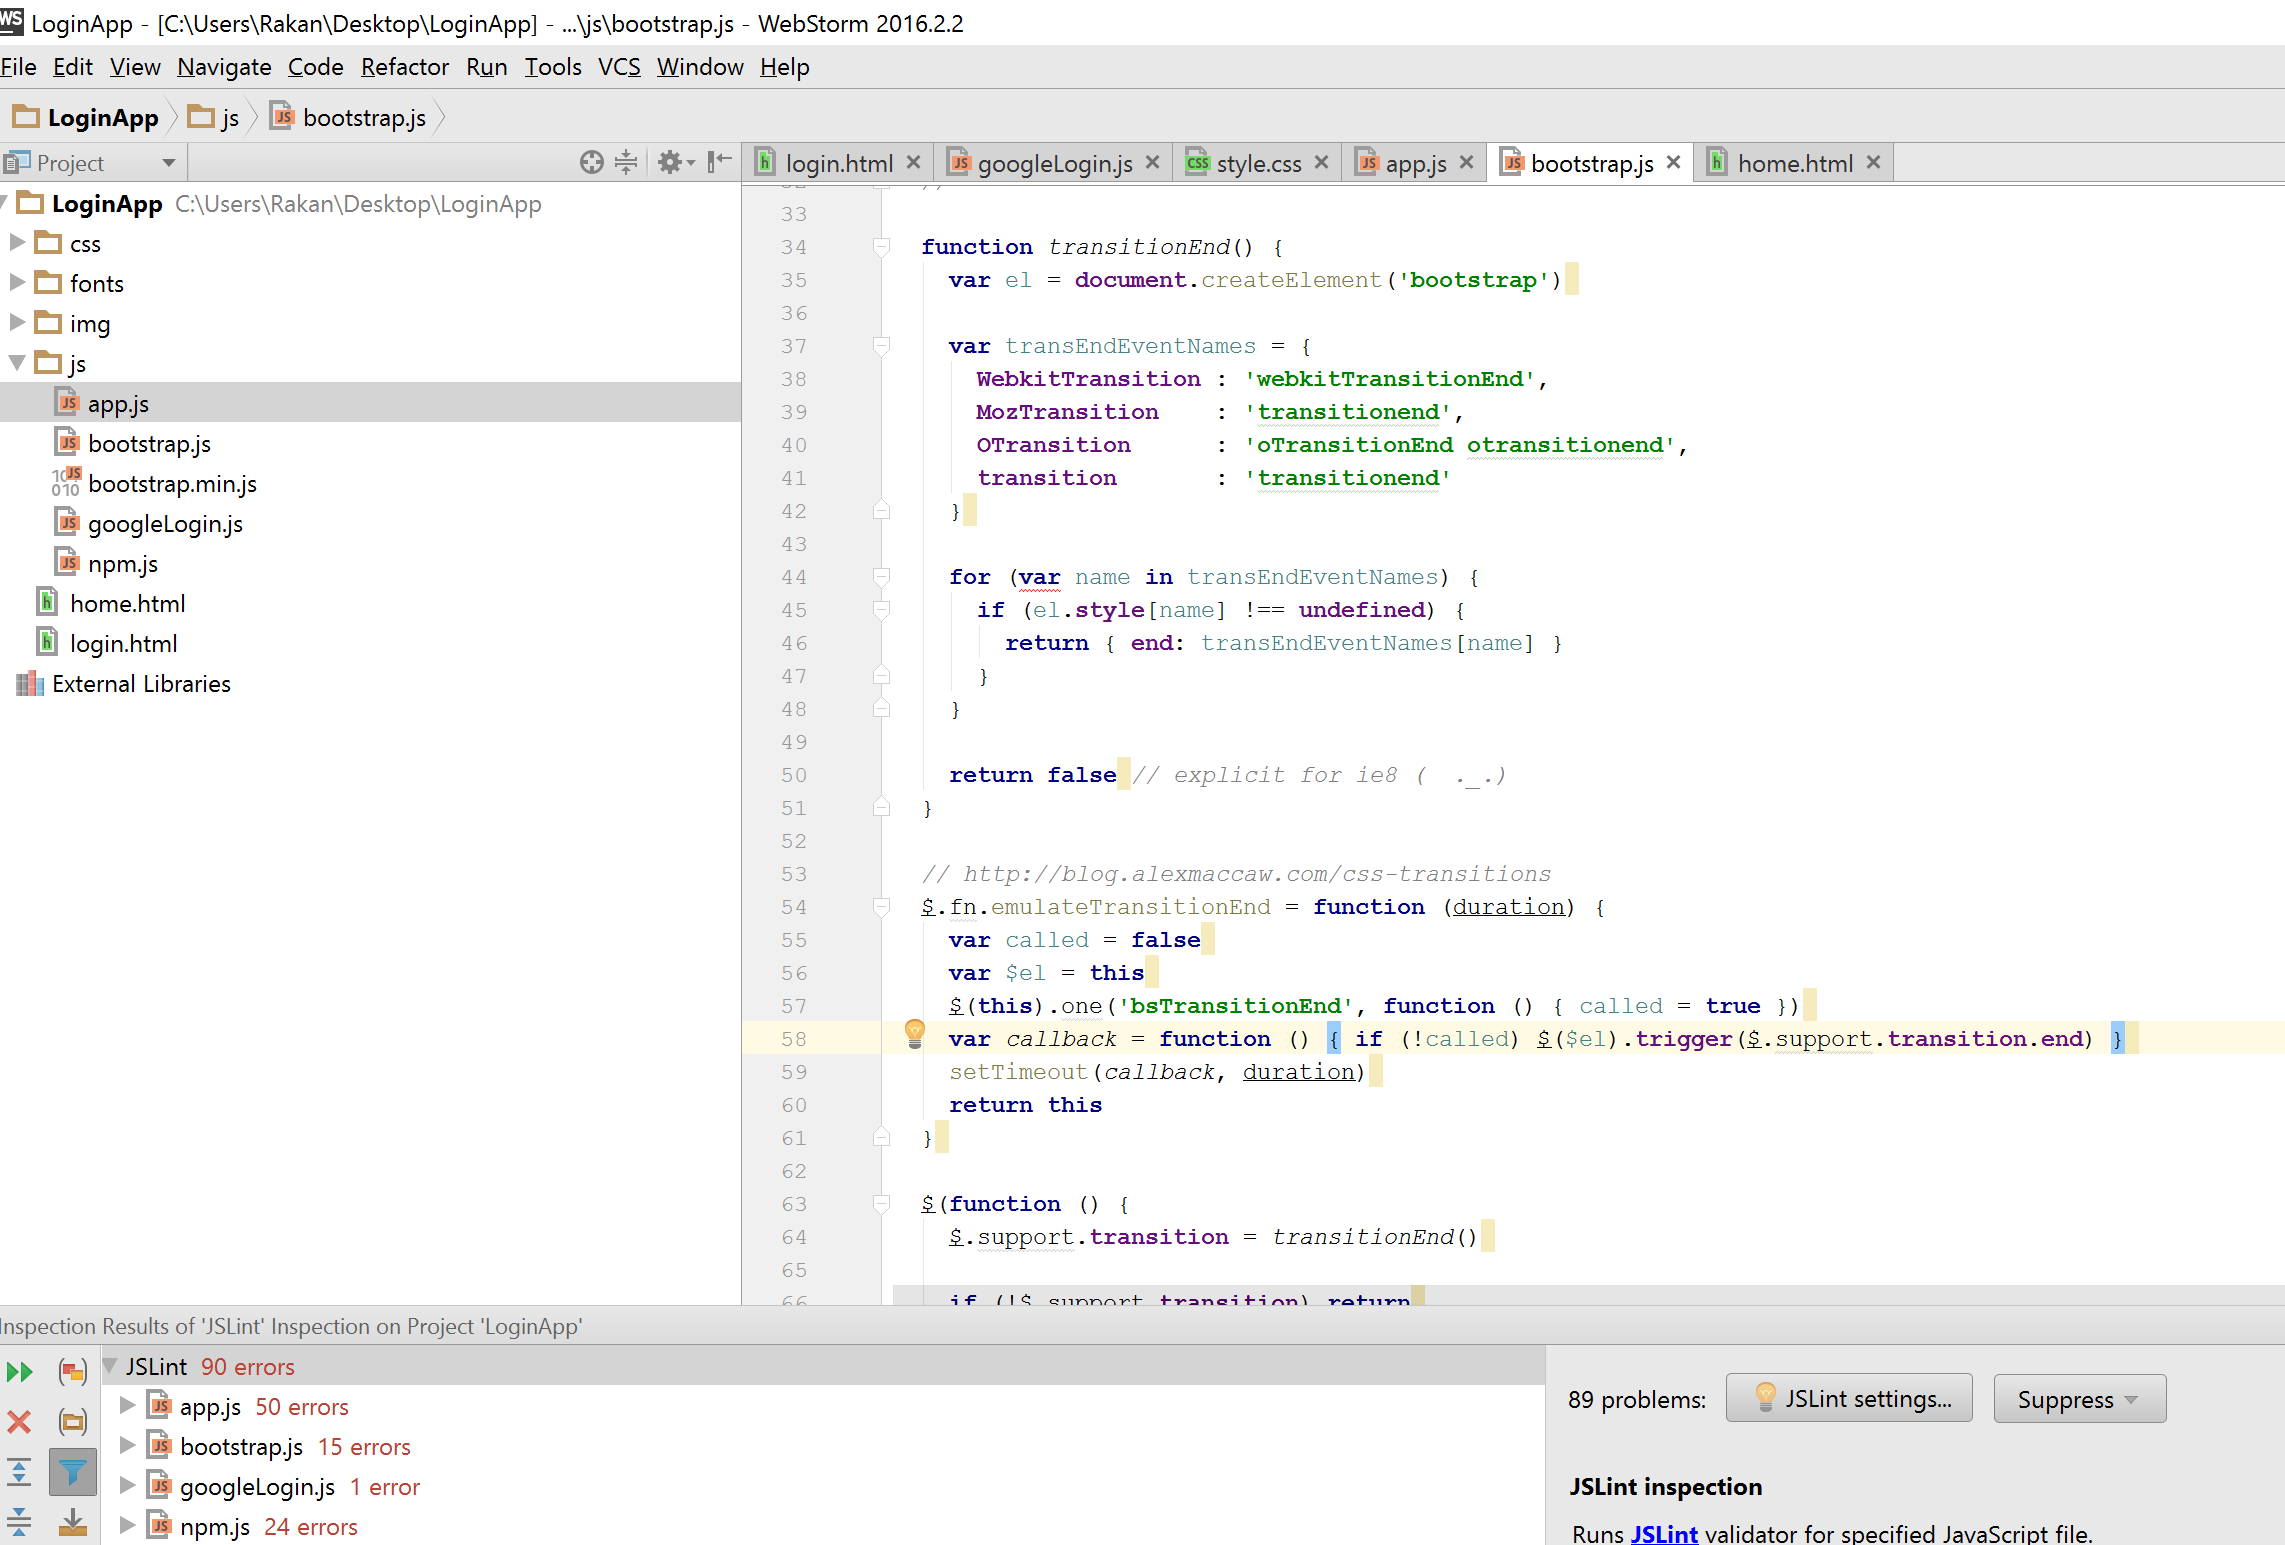 WS LoginApp - [C:\Users\Rakan\Desktop\LoginApp] - ...\js\bootstrap.js - WebStorm 2016.2.2
File Edit View Navigate Code Refactor Run Tools VCS Window Help
LoginApp js bootstrap.js
Project
login.html googleLogin.js style.css app.js bootstrap.js home.html
LoginApp C:\Users\Rakan\Desktop\LoginApp
css
fonts
img
js
app.js
bootstrap.js
bootstrap.min.js
googleLogin.js
npm.js
home.html
login.html
External Libraries
32 //
33
34 function transitionEnd() {
35 var el = document.createElement('bootstrap')
36
37 var transEndEventNames = {
38 WebkitTransition : 'webkitTransitionEnd',
39 MozTransition : 'transitionend',
40 OTransition : 'oTransitionEnd otransitionend',
41 transition : 'transitionend'
42 }
43
44 for (var name in transEndEventNames) {
45 if (el.style[name] !== undefined) {
46 return { end: transEndEventNames[name] }
47 }
48 }
49
50 return false // explicit for ie8 (  ._.)
51 }
52
53 // http://blog.alexmaccaw.com/css-transitions
54 $.fn.emulateTransitionEnd = function (duration) {
55 var called = false
56 var $el = this
57 $(this).one('bsTransitionEnd', function () { called = true })
58 var callback = function () { if (!called) $($el).trigger($.support.transition.end) }
59 setTimeout(callback, duration)
60 return this
61 }
62
63 $(function () {
64 $.support.transition = transitionEnd()
65
66 if (!$.support.transition) return
Inspection Results of 'JSLint' Inspection on Project 'LoginApp'
JSLint 90 errors
app.js 50 errors
bootstrap.js 15 errors
googleLogin.js 1 error
npm.js 24 errors
89 problems: JSLint settings... Suppress
JSLint inspection
Runs JSLint validator for specified JavaScript file.